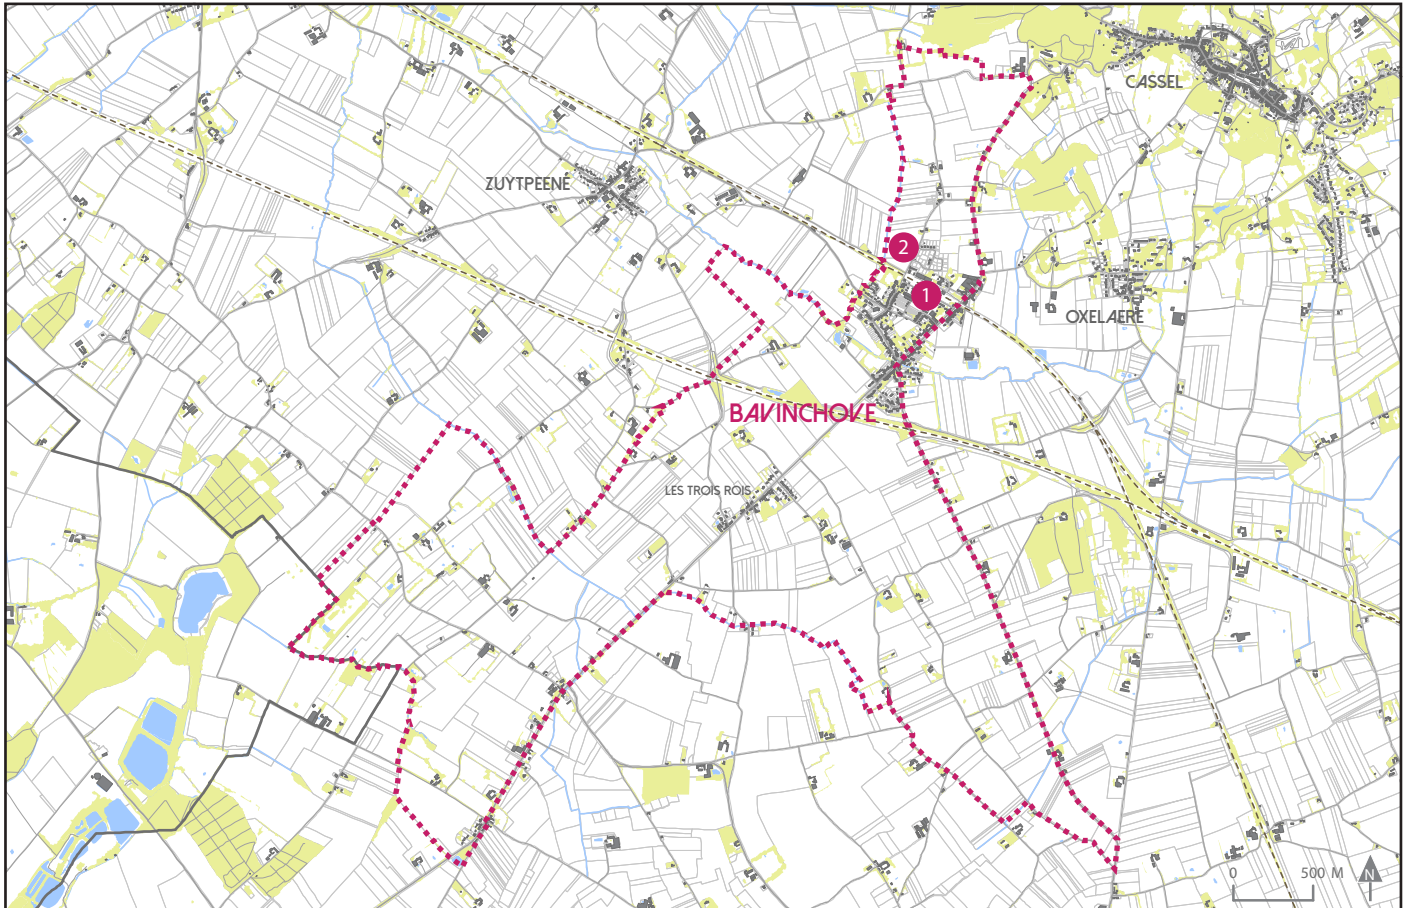 CASSEL
ZUYTPEENE
2
1
OXELAERE
BAVINCHOVE
LES TROIS ROIS
0 500 M
N